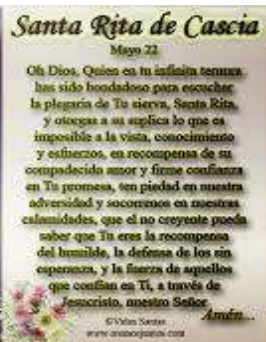 Santa Rita de Cascia
Mayo 22
Oh Dios, Quien en tu infinita ternura
has sido bondadoso para escuchar
la plegaria de Tu sierva, Santa Rita,
y otorgas a su suplica lo que es
imposible a la vista, conocimiento
y esfuerzos, en recompensa de su
compadecido amor y firme confianza
en Tu promesa, ten piedad en nuestra
adversidad y socorrenos en nuestras
calamidades, que el no creyente pueda
saber que Tu eres la recompensa
del humilde, la defensa de los sin
esperanza, y la fuerza de aquellos
que confian en Ti, a través de
Jesucristo, nuestro Señor
Amén...
©Vidas Santas